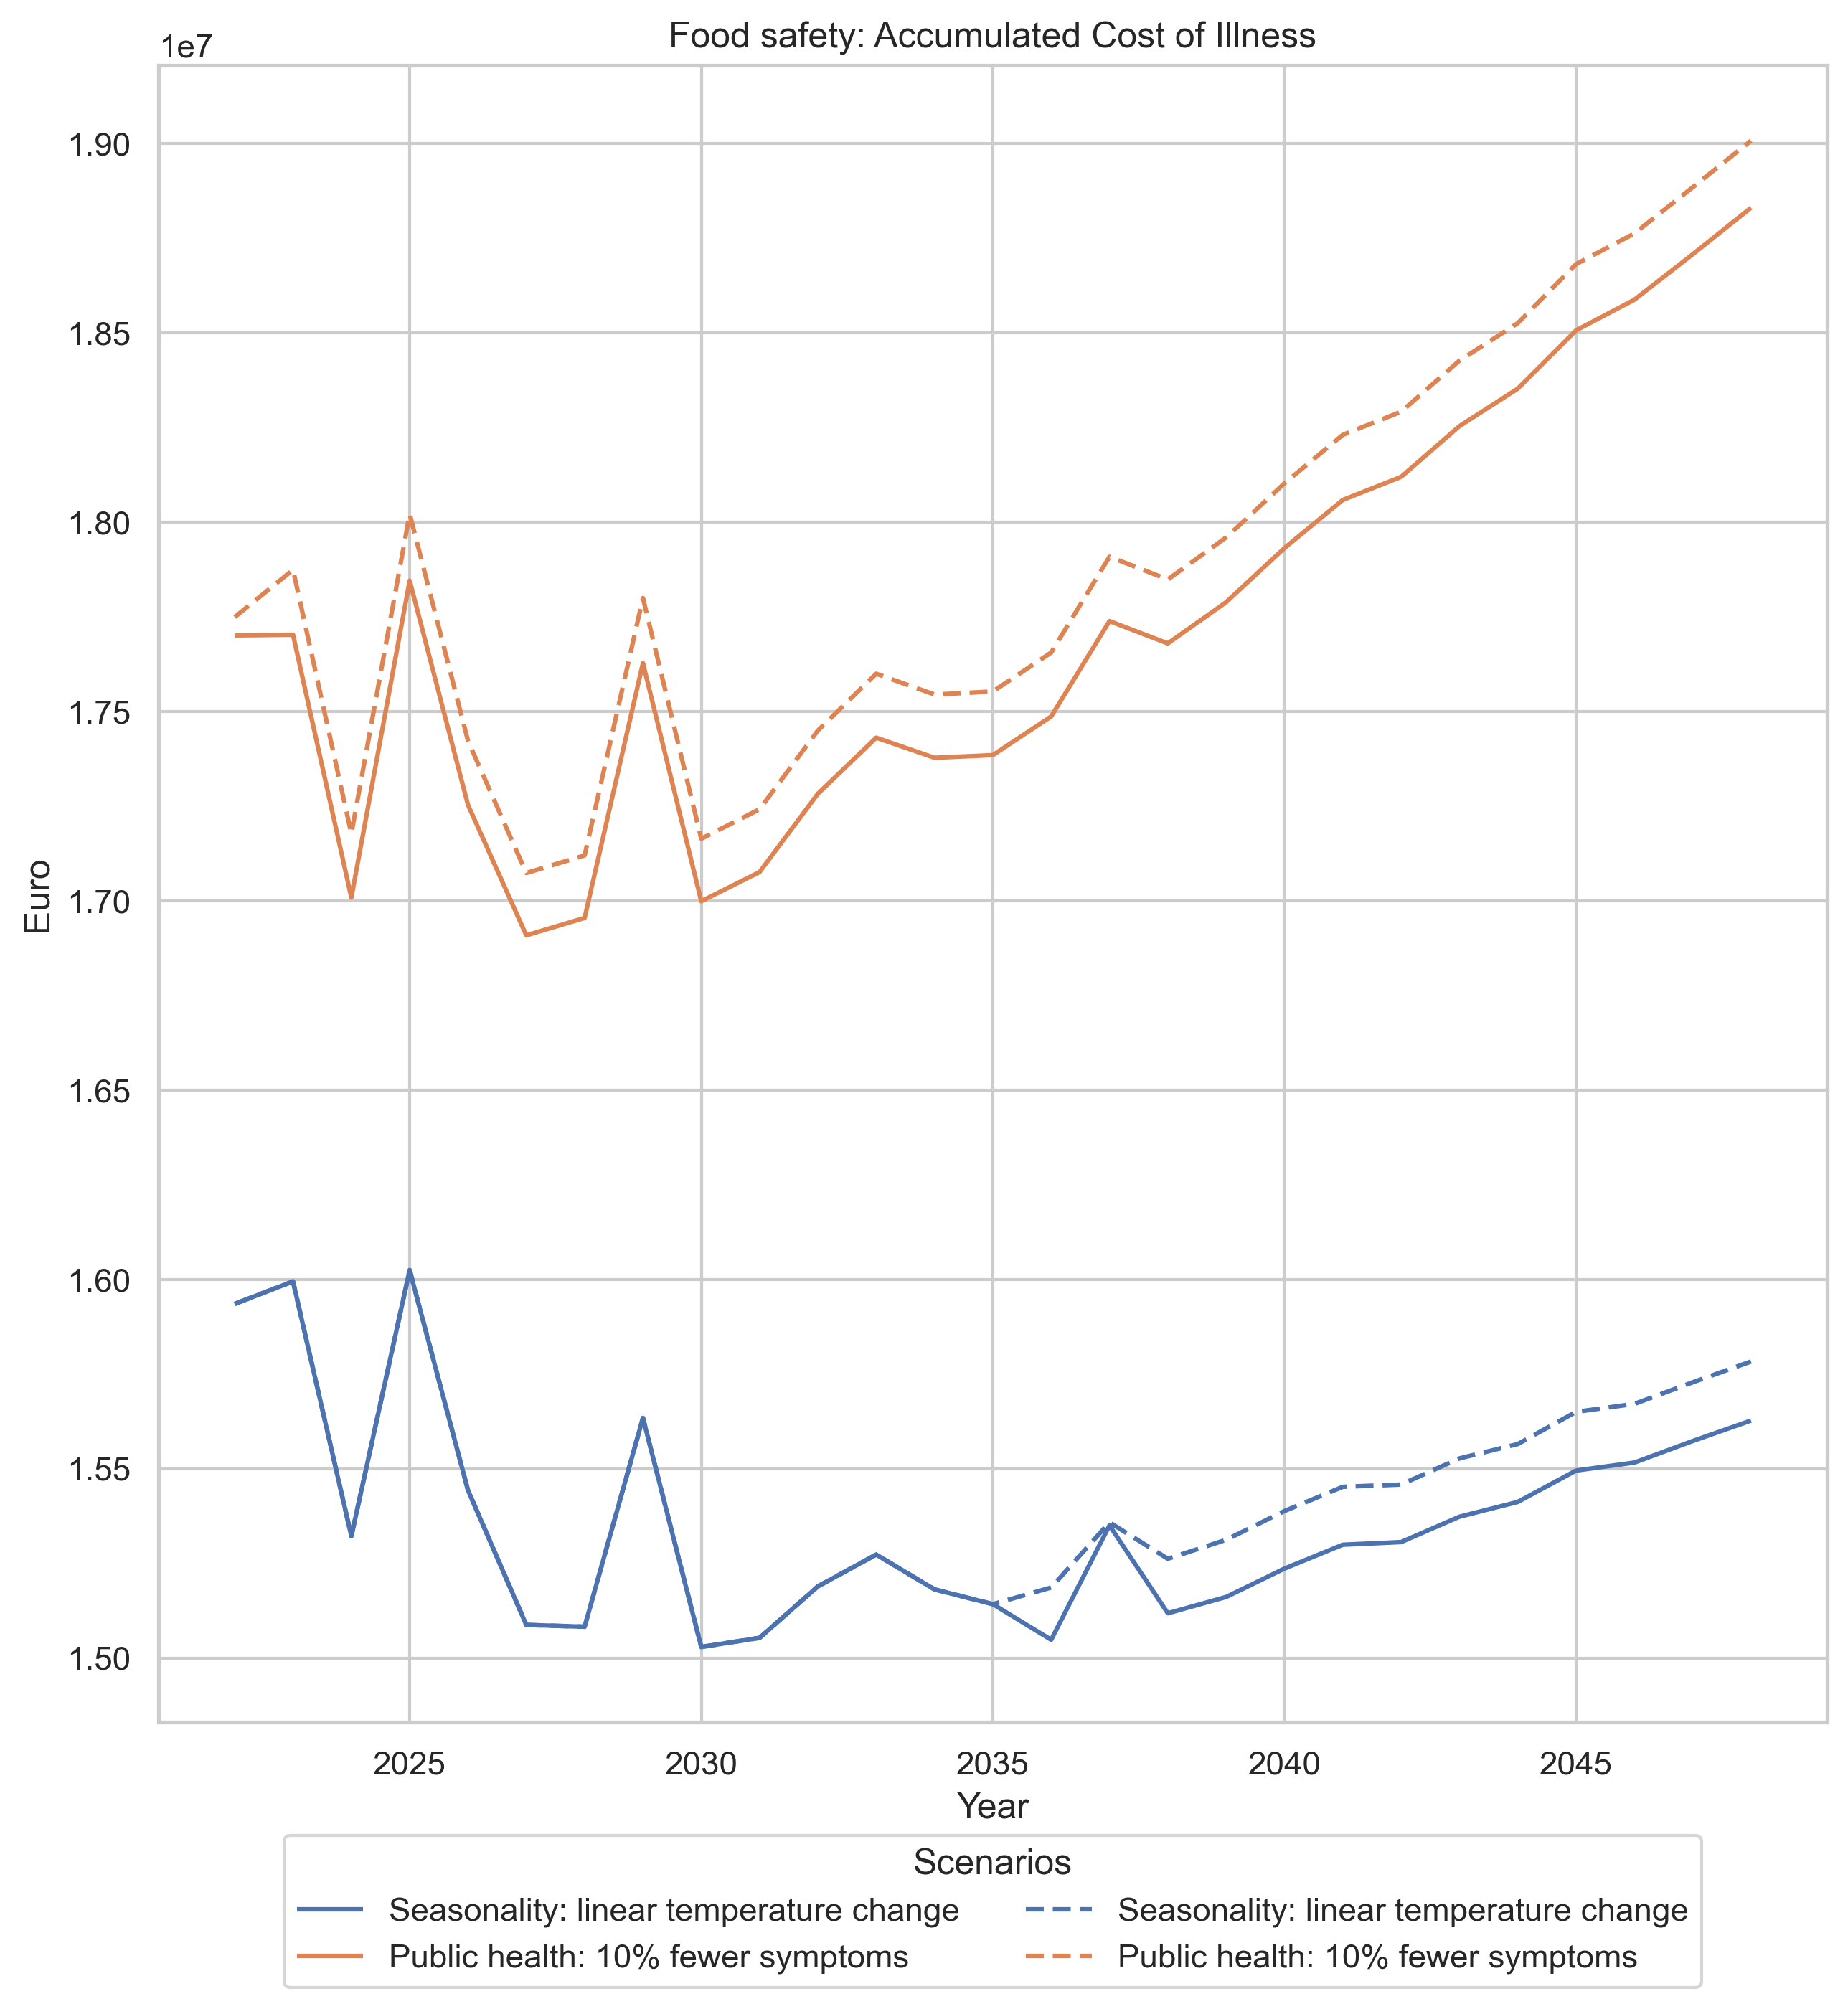 Food safety: Accumulated Cost of Illness
1e7
1.90
1.85
1.80
1.75
1.70
1.65
1.60
1.55
1.50
Euro
2025 2030 2035 2040 2045
Year
Scenarios
Seasonality: linear temperature change Seasonality: linear temperature change
Public health: 10% fewer symptoms Public health: 10% fewer symptoms